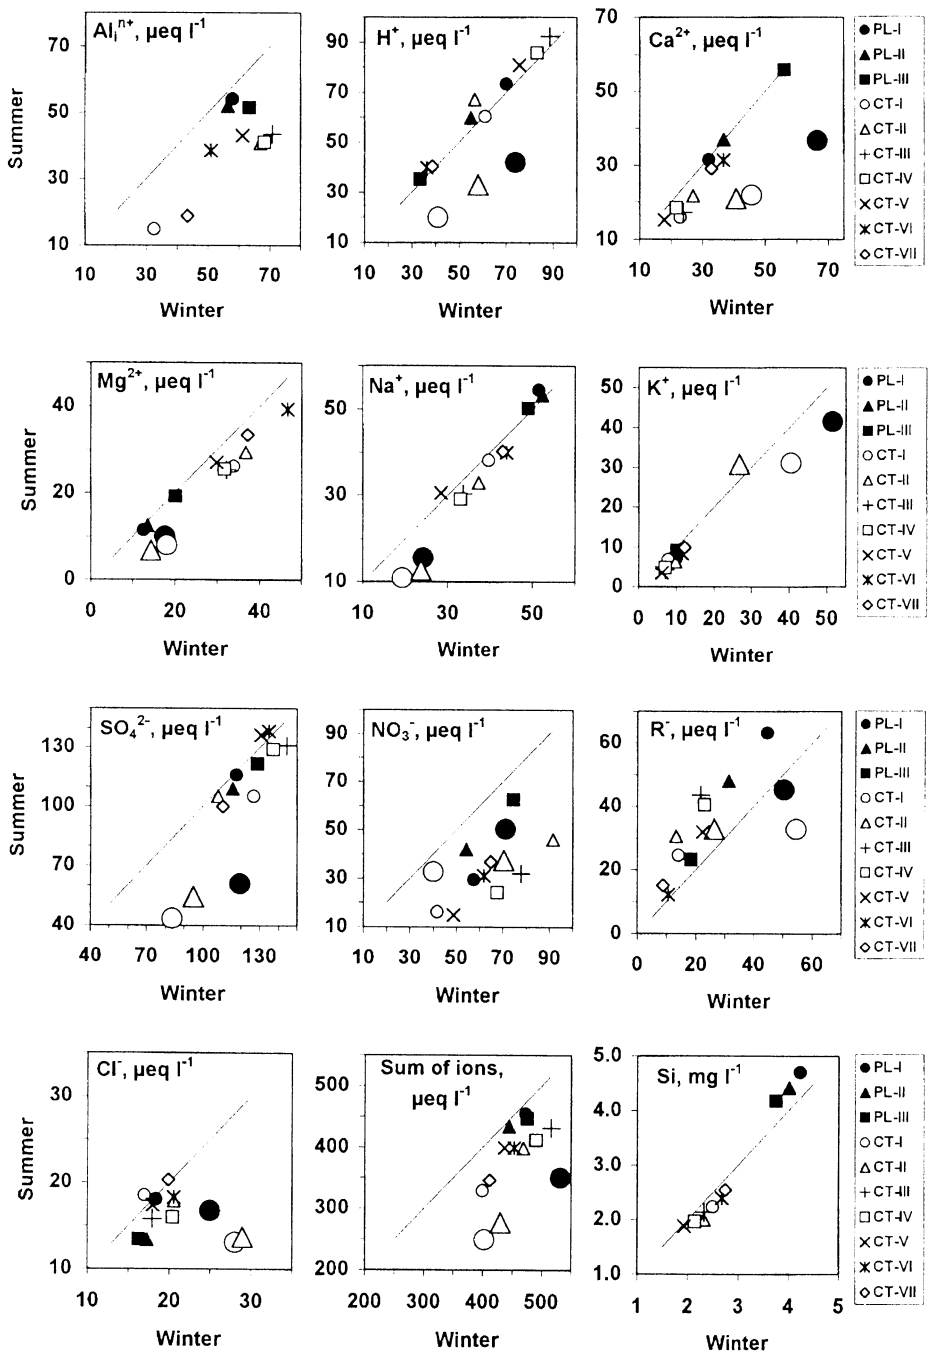 Alᵢⁿ⁺, µeq l⁻¹
70
50
30
10
10 30 50 70
Summer
Winter
H⁺, µeq l⁻¹
90
70
50
30
10
10 30 50 70 90
Winter
Ca²⁺, µeq l⁻¹
70
50
30
10
10 30 50 70
Winter
PL-I
PL-II
PL-III
CT-I
CT-II
CT-III
CT-IV
CT-V
CT-VI
CT-VII
Mg²⁺, µeq l⁻¹
40
20
0
0 20 40
Summer
Winter
Na⁺, µeq l⁻¹
50
30
10
10 30 50
Winter
K⁺, µeq l⁻¹
50
40
30
20
10
0
0 10 20 30 40 50
Winter
PL-I
PL-II
PL-III
CT-I
CT-II
CT-III
CT-IV
CT-V
CT-VI
CT-VII
SO₄²⁻, µeq l⁻¹
130
100
70
40
40 70 100 130
Summer
Winter
NO₃⁻, µeq l⁻¹
90
70
50
30
10
10 30 50 70 90
Winter
R⁻, µeq l⁻¹
60
40
20
0
0 20 40 60
Winter
PL-I
PL-II
PL-III
CT-I
CT-II
CT-III
CT-IV
CT-V
CT-VI
CT-VII
Cl⁻, µeq l⁻¹
30
20
10
10 20 30
Summer
Winter
Sum of ions,
µeq l⁻¹
500
400
300
200
200 300 400 500
Winter
Si, mg l⁻¹
5.0
4.0
3.0
2.0
1.0
1 2 3 4 5
Winter
PL-I
PL-II
PL-III
CT-I
CT-II
CT-III
CT-IV
CT-V
CT-VI
CT-VII